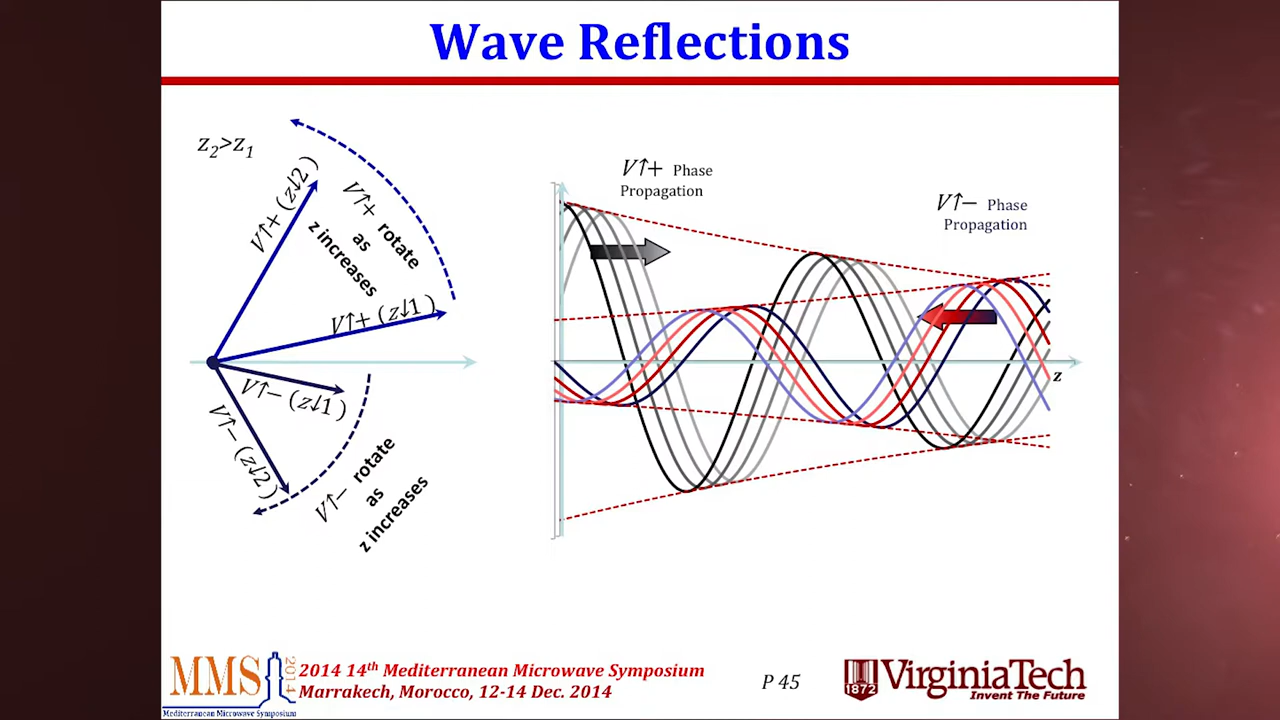 Wave Reflections
z₂>z₁
V↑+ (z↓2)
V↑+ rotate
as
z increases
V↑+ (z↓1)
V↑− (z↓1)
V↑− (z↓2)
V↑− rotate
as
z increases
V↑+ Phase
Propagation
V↑− Phase
Propagation
z
MMS 2014
Mediterranean Microwave Symposium
2014 14th Mediterranean Microwave Symposium
Marrakech, Morocco, 12-14 Dec. 2014
P 45
1872
VirginiaTech
Invent The Future